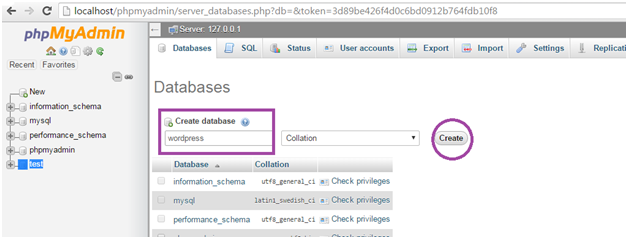 localhost/phpmyadmin/server_databases.php?db=&token=3d89be426f4d0c6bd0912b764fdb10f8
phpMyAdmin
Recent Favorites
New
information_schema
mysql
performance_schema
phpmyadmin
test
Server: 127.0.0.1
Databases SQL Status User accounts Export Import Settings Replicati
Databases
Create database
wordpress Collation Create
Database Collation
information_schema utf8_general_ci Check privileges
mysql latin1_swedish_ci Check privileges
performance_schema utf8_general_ci Check privileges